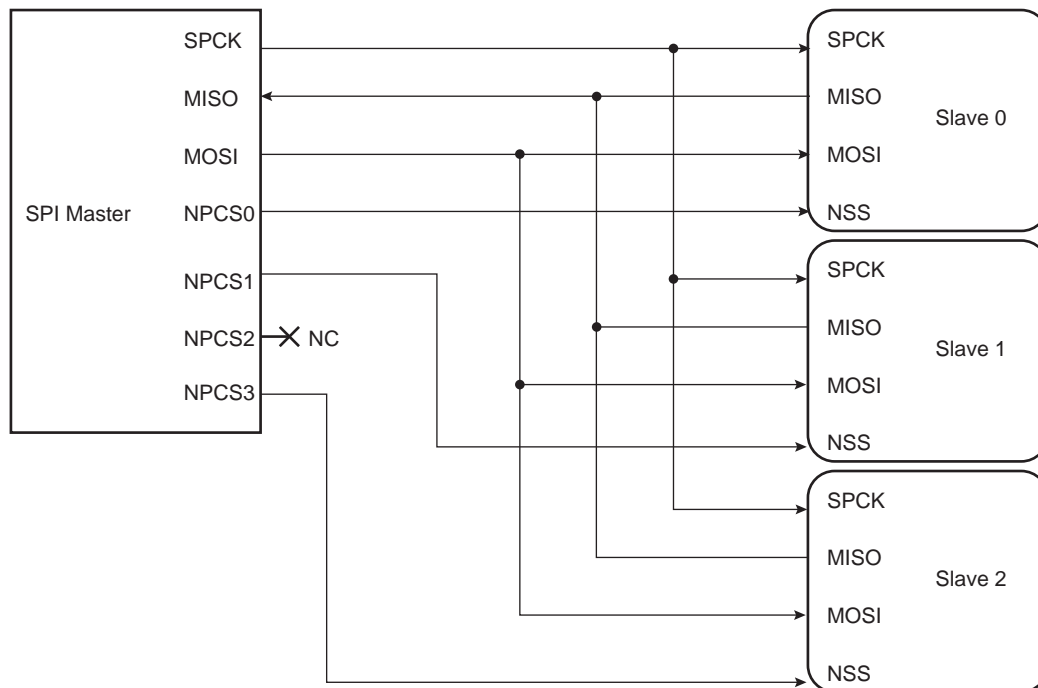 SPI Master
SPCK
MISO
MOSI
NPCS0
NPCS1
NPCS2
NC
NPCS3
SPCK
MISO
Slave 0
MOSI
NSS
SPCK
MISO
Slave 1
MOSI
NSS
SPCK
MISO
Slave 2
MOSI
NSS